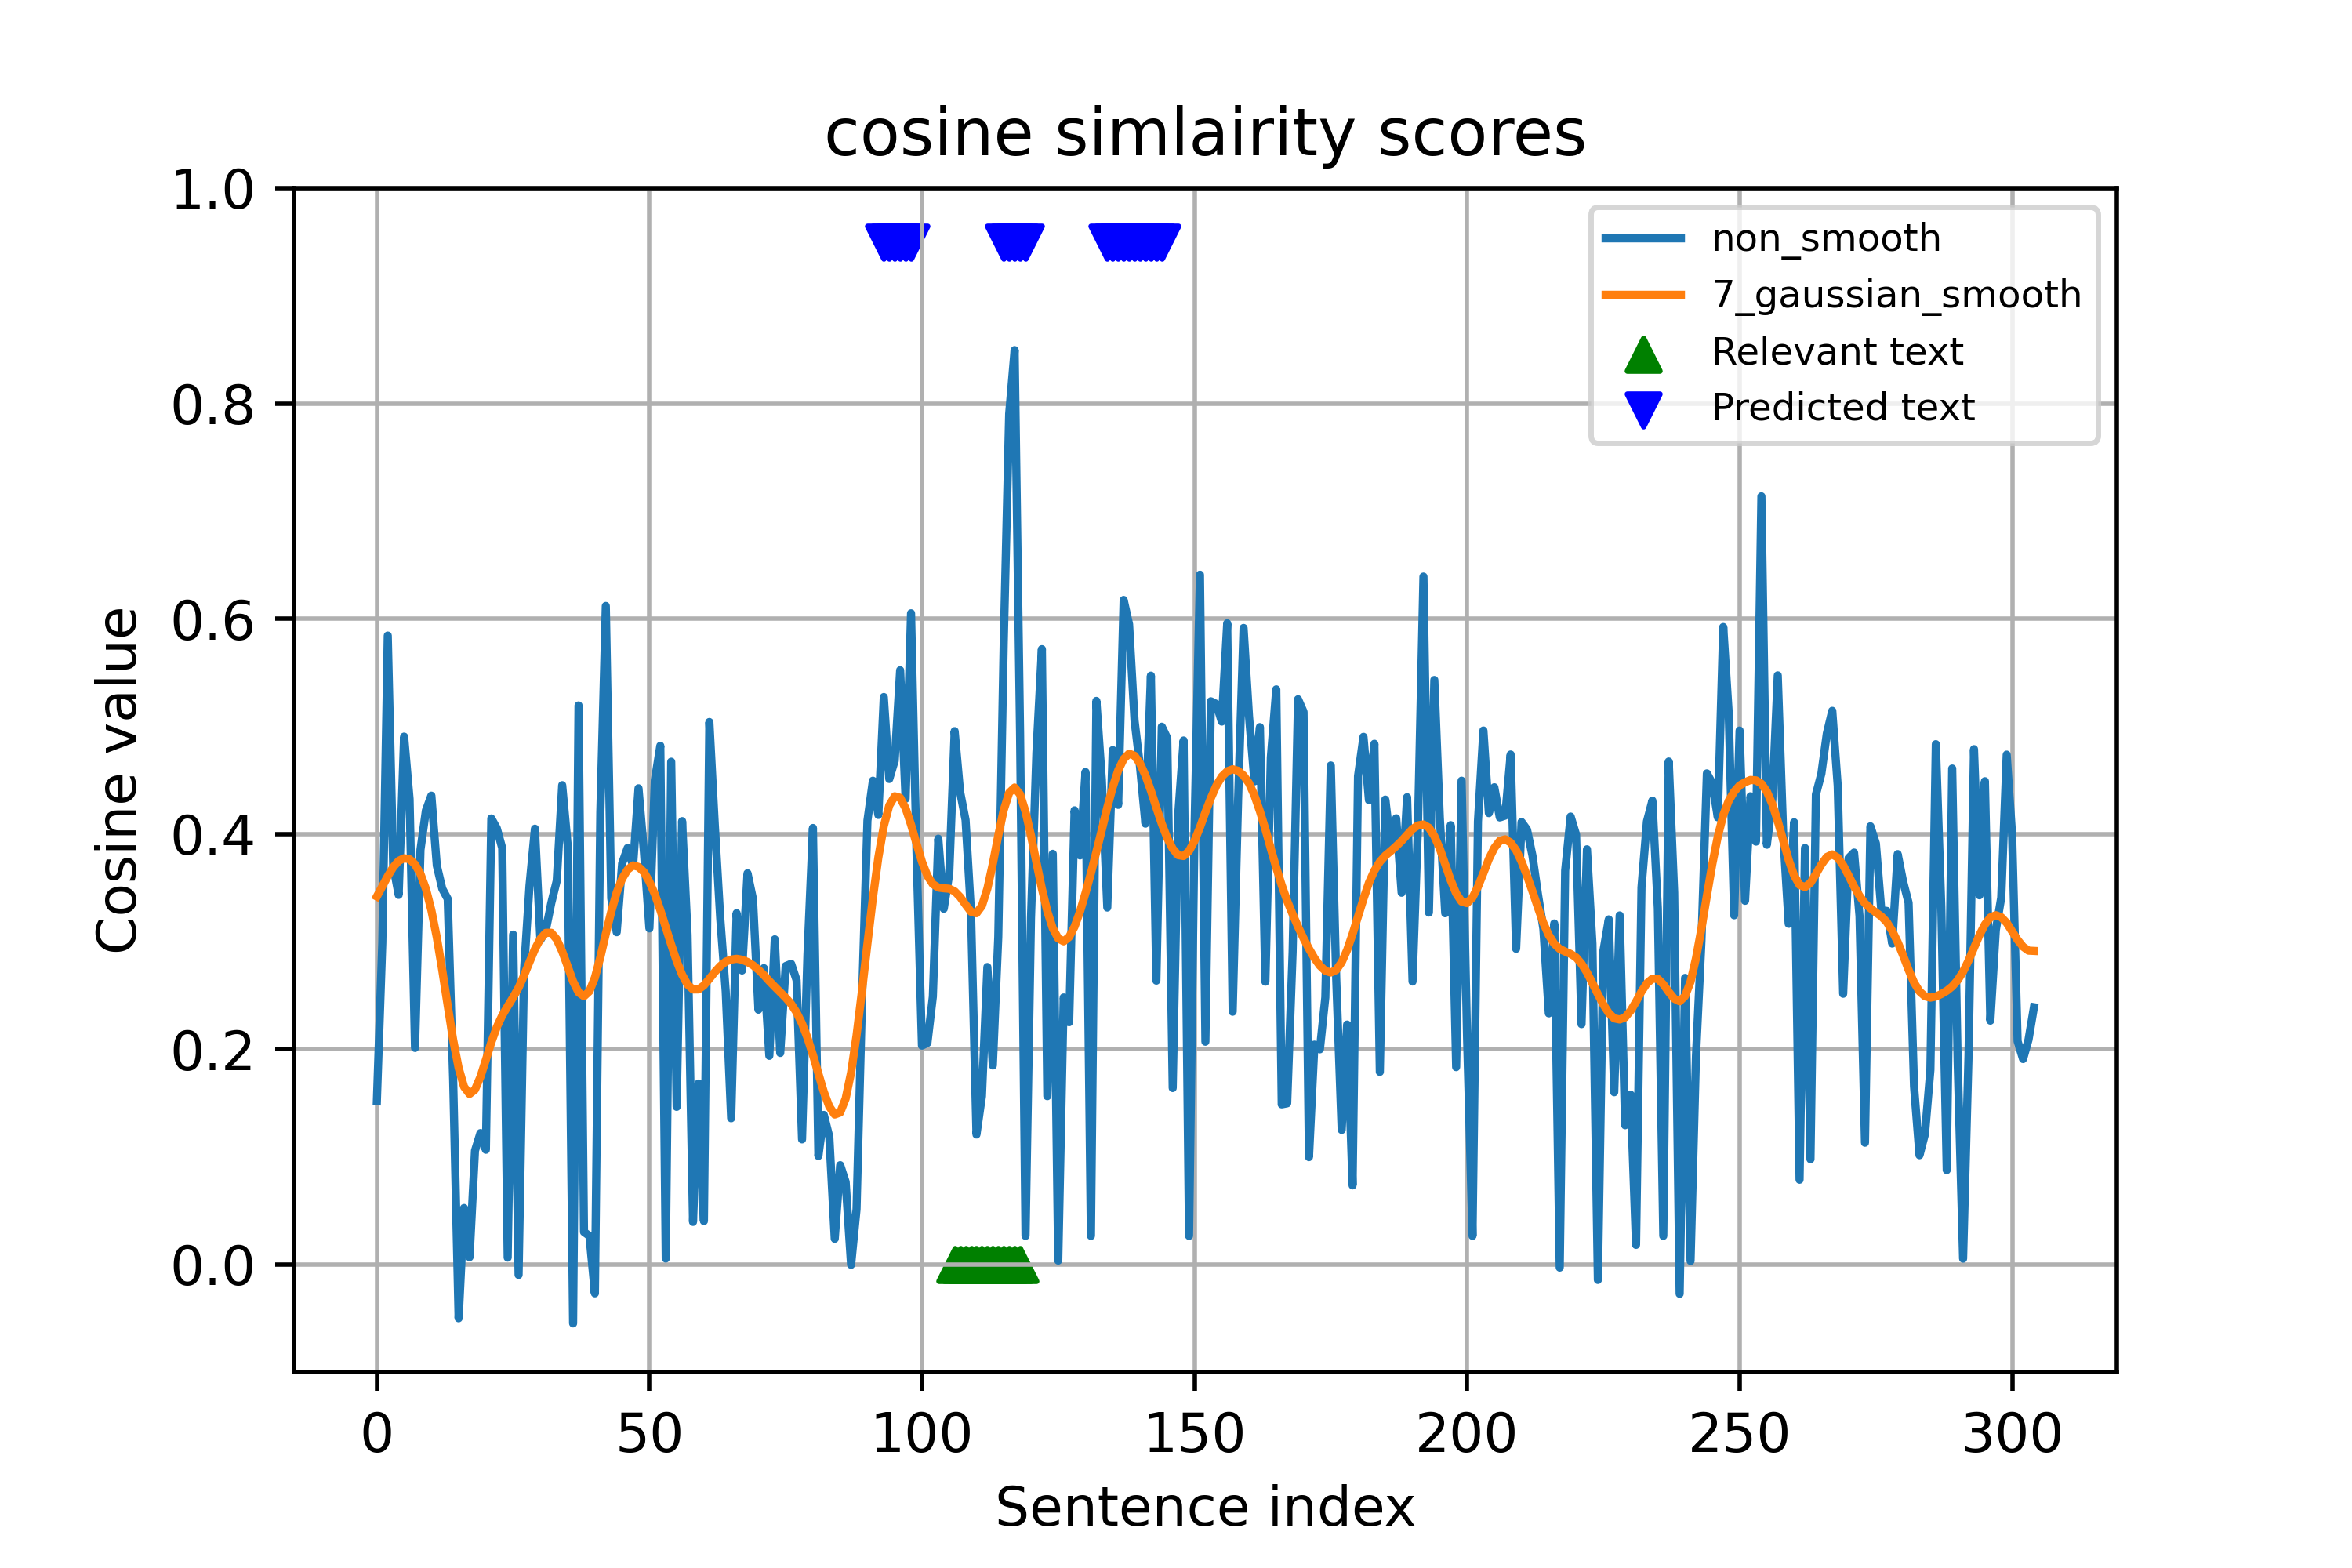 cosine simlairity scores
1.0
0.8
0.6
0.4
0.2
0.0
Cosine value
non_smooth
7_gaussian_smooth
Relevant text
Predicted text
0 50 100 150 200 250 300
Sentence index